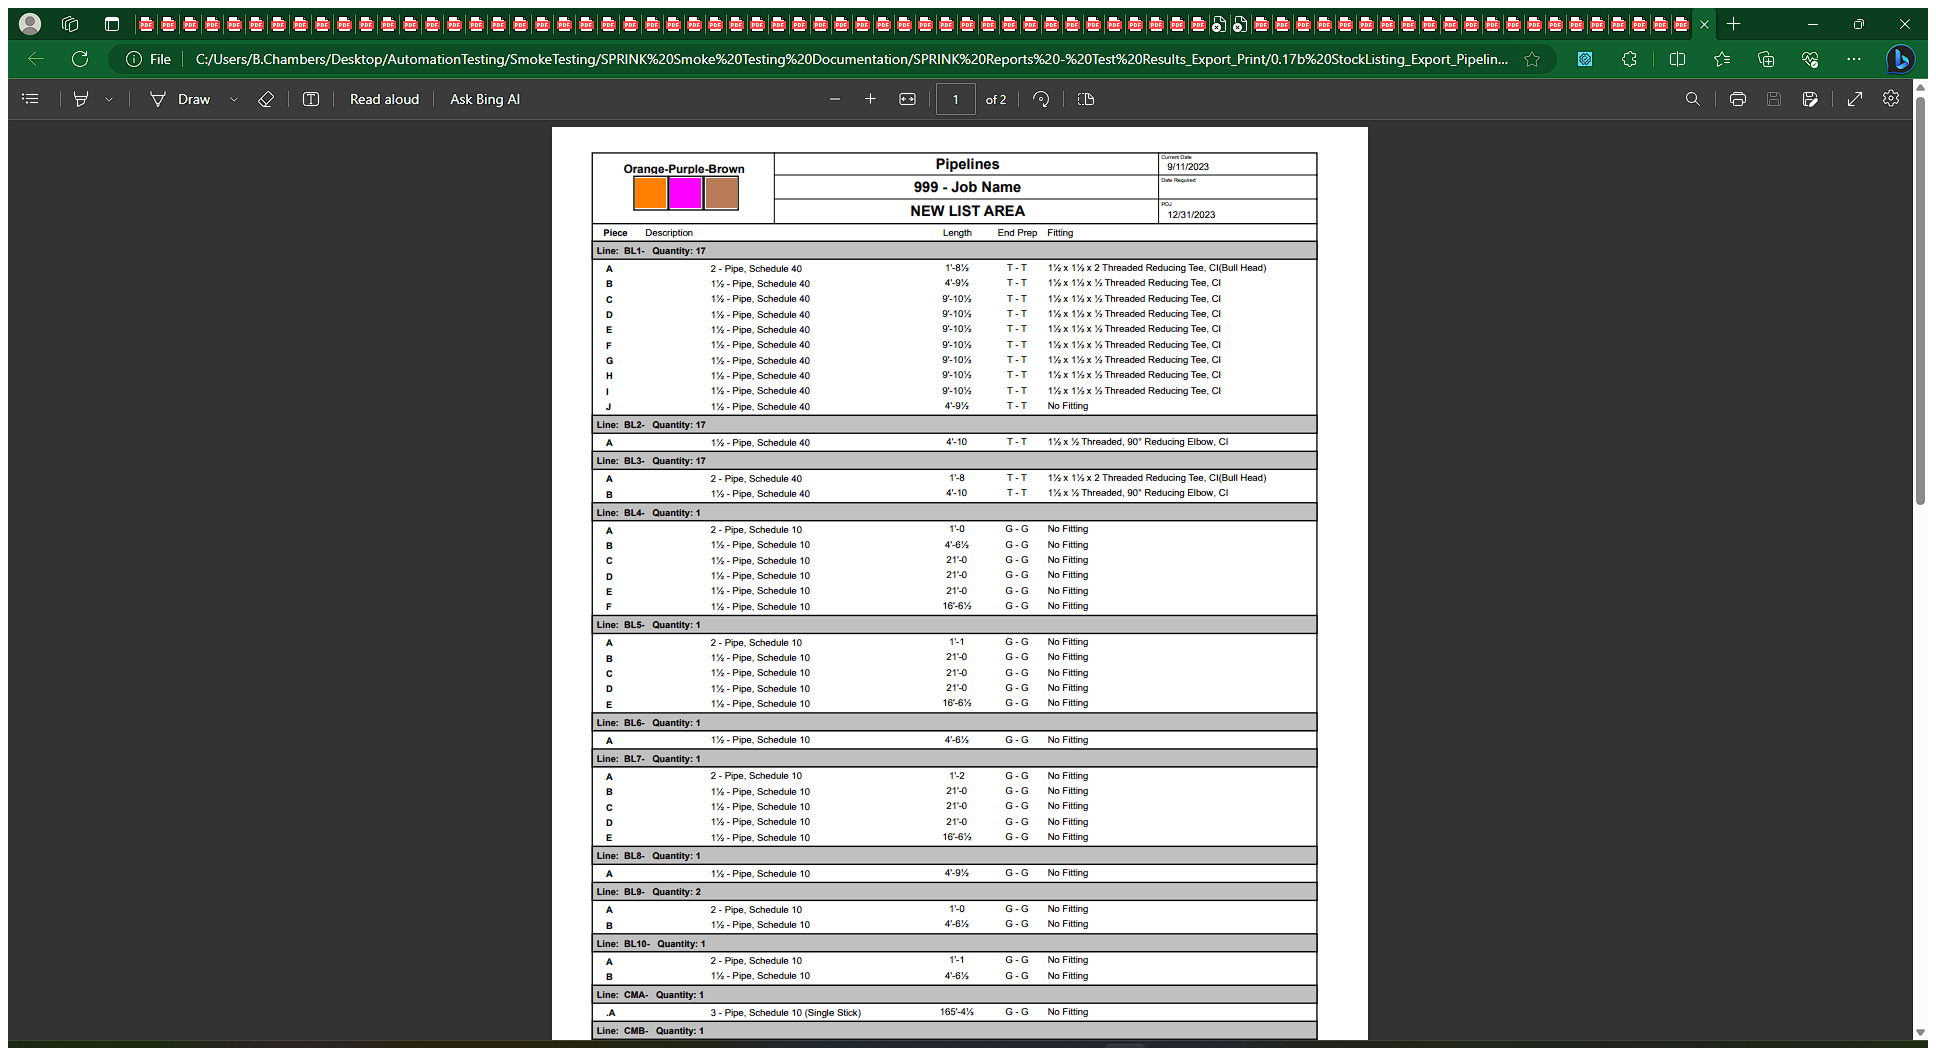 File C:/Users/B.Chambers/Desktop/AutomationTesting/SmokeTesting/SPRINK%20Smoke%20Testing%20Documentation/SPRINK%20Reports%20-%20Test%20Results_Export_Print/0.17b%20StockListing_Export_Pipelin...
Draw Read aloud Ask Bing AI 1 of 2
Orange-Purple-Brown
Pipelines
999 - Job Name
NEW LIST AREA
Current Date
9/11/2023
Date Required
PDJ
12/31/2023
Piece Description Length End Prep Fitting
Line: BL1- Quantity: 17
A 2 - Pipe, Schedule 40 1'-8½ T - T 1½ x 1½ x 2 Threaded Reducing Tee, CI(Bull Head)
B 1½ - Pipe, Schedule 40 4'-9½ T - T 1½ x 1½ x ½ Threaded Reducing Tee, CI
C 1½ - Pipe, Schedule 40 9'-10½ T - T 1½ x 1½ x ½ Threaded Reducing Tee, CI
D 1½ - Pipe, Schedule 40 9'-10½ T - T 1½ x 1½ x ½ Threaded Reducing Tee, CI
E 1½ - Pipe, Schedule 40 9'-10½ T - T 1½ x 1½ x ½ Threaded Reducing Tee, CI
F 1½ - Pipe, Schedule 40 9'-10½ T - T 1½ x 1½ x ½ Threaded Reducing Tee, CI
G 1½ - Pipe, Schedule 40 9'-10½ T - T 1½ x 1½ x ½ Threaded Reducing Tee, CI
H 1½ - Pipe, Schedule 40 9'-10½ T - T 1½ x 1½ x ½ Threaded Reducing Tee, CI
I 1½ - Pipe, Schedule 40 9'-10½ T - T 1½ x 1½ x ½ Threaded Reducing Tee, CI
J 1½ - Pipe, Schedule 40 4'-9½ T - T No Fitting
Line: BL2- Quantity: 17
A 1½ - Pipe, Schedule 40 4'-10 T - T 1½ x ½ Threaded, 90° Reducing Elbow, CI
Line: BL3- Quantity: 17
A 2 - Pipe, Schedule 40 1'-8 T - T 1½ x 1½ x 2 Threaded Reducing Tee, CI(Bull Head)
B 1½ - Pipe, Schedule 40 4'-10 T - T 1½ x ½ Threaded, 90° Reducing Elbow, CI
Line: BL4- Quantity: 1
A 2 - Pipe, Schedule 10 1'-0 G - G No Fitting
B 1½ - Pipe, Schedule 10 4'-6½ G - G No Fitting
C 1½ - Pipe, Schedule 10 21'-0 G - G No Fitting
D 1½ - Pipe, Schedule 10 21'-0 G - G No Fitting
E 1½ - Pipe, Schedule 10 21'-0 G - G No Fitting
F 1½ - Pipe, Schedule 10 16'-6½ G - G No Fitting
Line: BL5- Quantity: 1
A 2 - Pipe, Schedule 10 1'-1 G - G No Fitting
B 1½ - Pipe, Schedule 10 21'-0 G - G No Fitting
C 1½ - Pipe, Schedule 10 21'-0 G - G No Fitting
D 1½ - Pipe, Schedule 10 21'-0 G - G No Fitting
E 1½ - Pipe, Schedule 10 16'-6½ G - G No Fitting
Line: BL6- Quantity: 1
A 1½ - Pipe, Schedule 10 4'-6½ G - G No Fitting
Line: BL7- Quantity: 1
A 2 - Pipe, Schedule 10 1'-2 G - G No Fitting
B 1½ - Pipe, Schedule 10 21'-0 G - G No Fitting
C 1½ - Pipe, Schedule 10 21'-0 G - G No Fitting
D 1½ - Pipe, Schedule 10 21'-0 G - G No Fitting
E 1½ - Pipe, Schedule 10 16'-6½ G - G No Fitting
Line: BL8- Quantity: 1
A 1½ - Pipe, Schedule 10 4'-9½ G - G No Fitting
Line: BL9- Quantity: 2
A 2 - Pipe, Schedule 10 1'-0 G - G No Fitting
B 1½ - Pipe, Schedule 10 4'-6½ G - G No Fitting
Line: BL10- Quantity: 1
A 2 - Pipe, Schedule 10 1'-1 G - G No Fitting
B 1½ - Pipe, Schedule 10 4'-6½ G - G No Fitting
Line: CMA- Quantity: 1
.A 3 - Pipe, Schedule 10 (Single Stick) 165'-4½ G - G No Fitting
Line: CMB- Quantity: 1